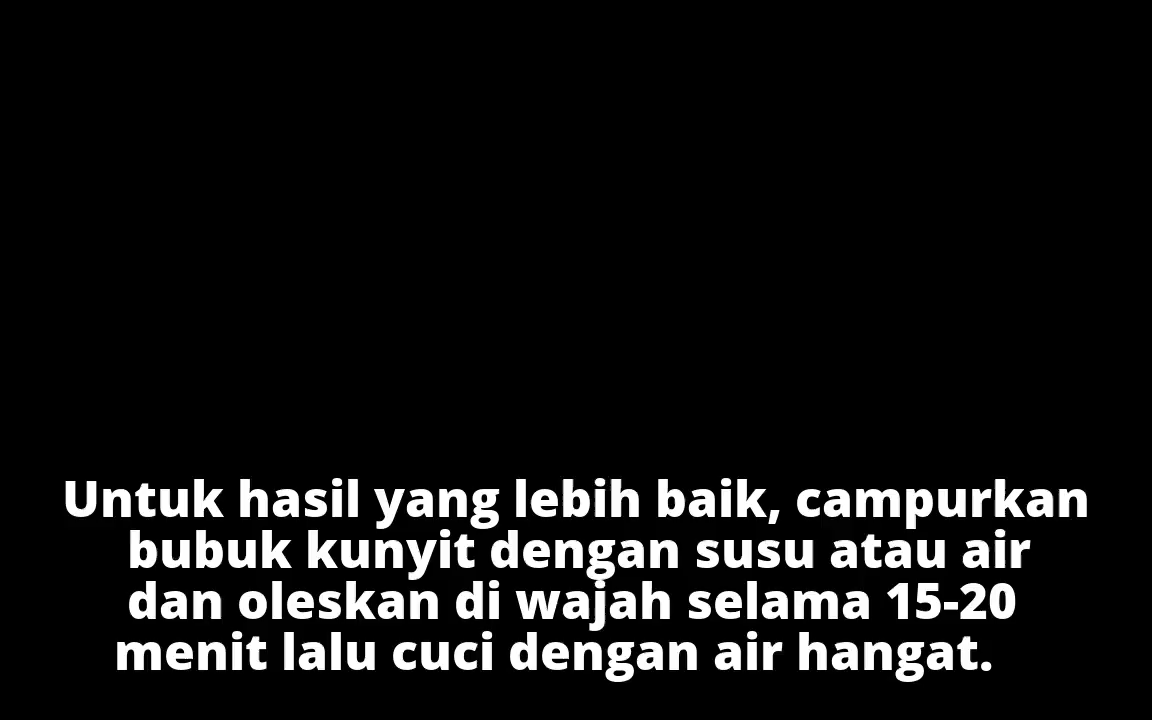 Untuk hasil yang lebih baik, campurkan
bubuk kunyit dengan susu atau air
dan oleskan di wajah selama 15-20
menit lalu cuci dengan air hangat.